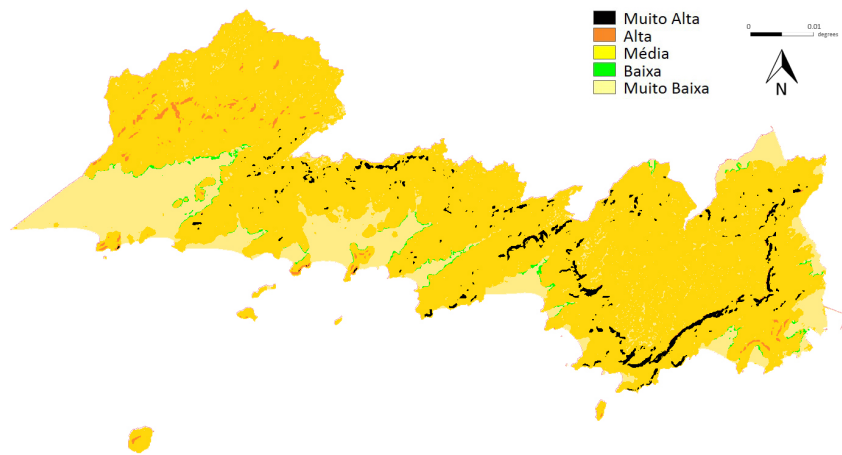 Muito Alta
Alta
Média
Baixa
Muito Baixa
0 0.01
degrees
N